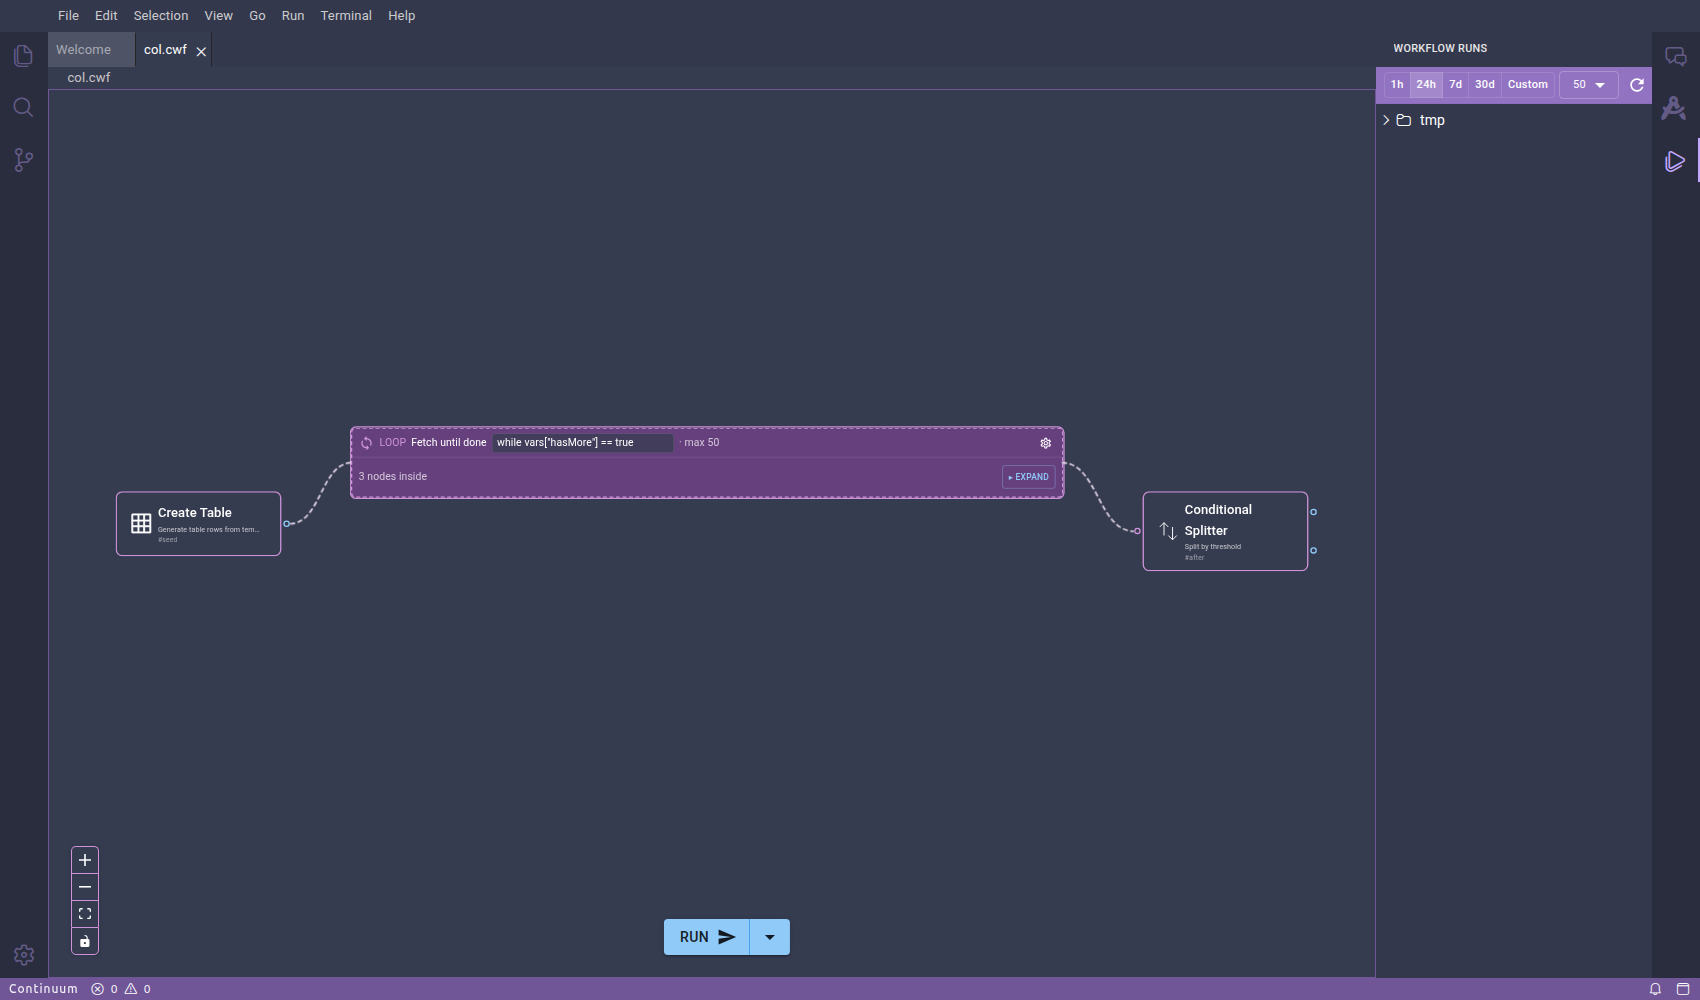 File Edit Selection View Go Run Terminal Help
Welcome col.cwf
col.cwf
WORKFLOW RUNS
1h 24h 7d 30d Custom 50
tmp
LOOP Fetch until done while vars["hasMore"] == true · max 50
3 nodes inside
▸ EXPAND
Create Table
Generate table rows from tem...
#seed
Conditional
Splitter
Split by threshold
#after
RUN
Continuum 0 0